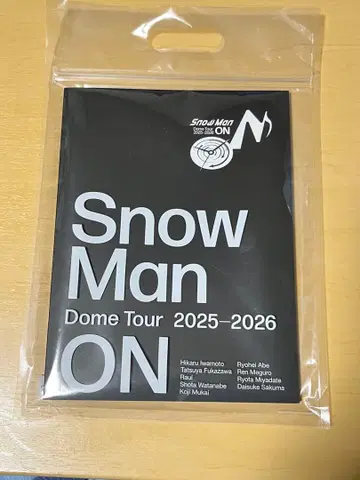 Snow Man
Dome Tour
2025-2026 ON
Snow
Man
Dome Tour 2025–2026
ON
Hikaru Iwamoto
Tatsuya Fukazawa
Raul
Shota Watanabe
Koji Mukai
Ryohei Abe
Ren Meguro
Ryota Miyadate
Daisuke Sakuma